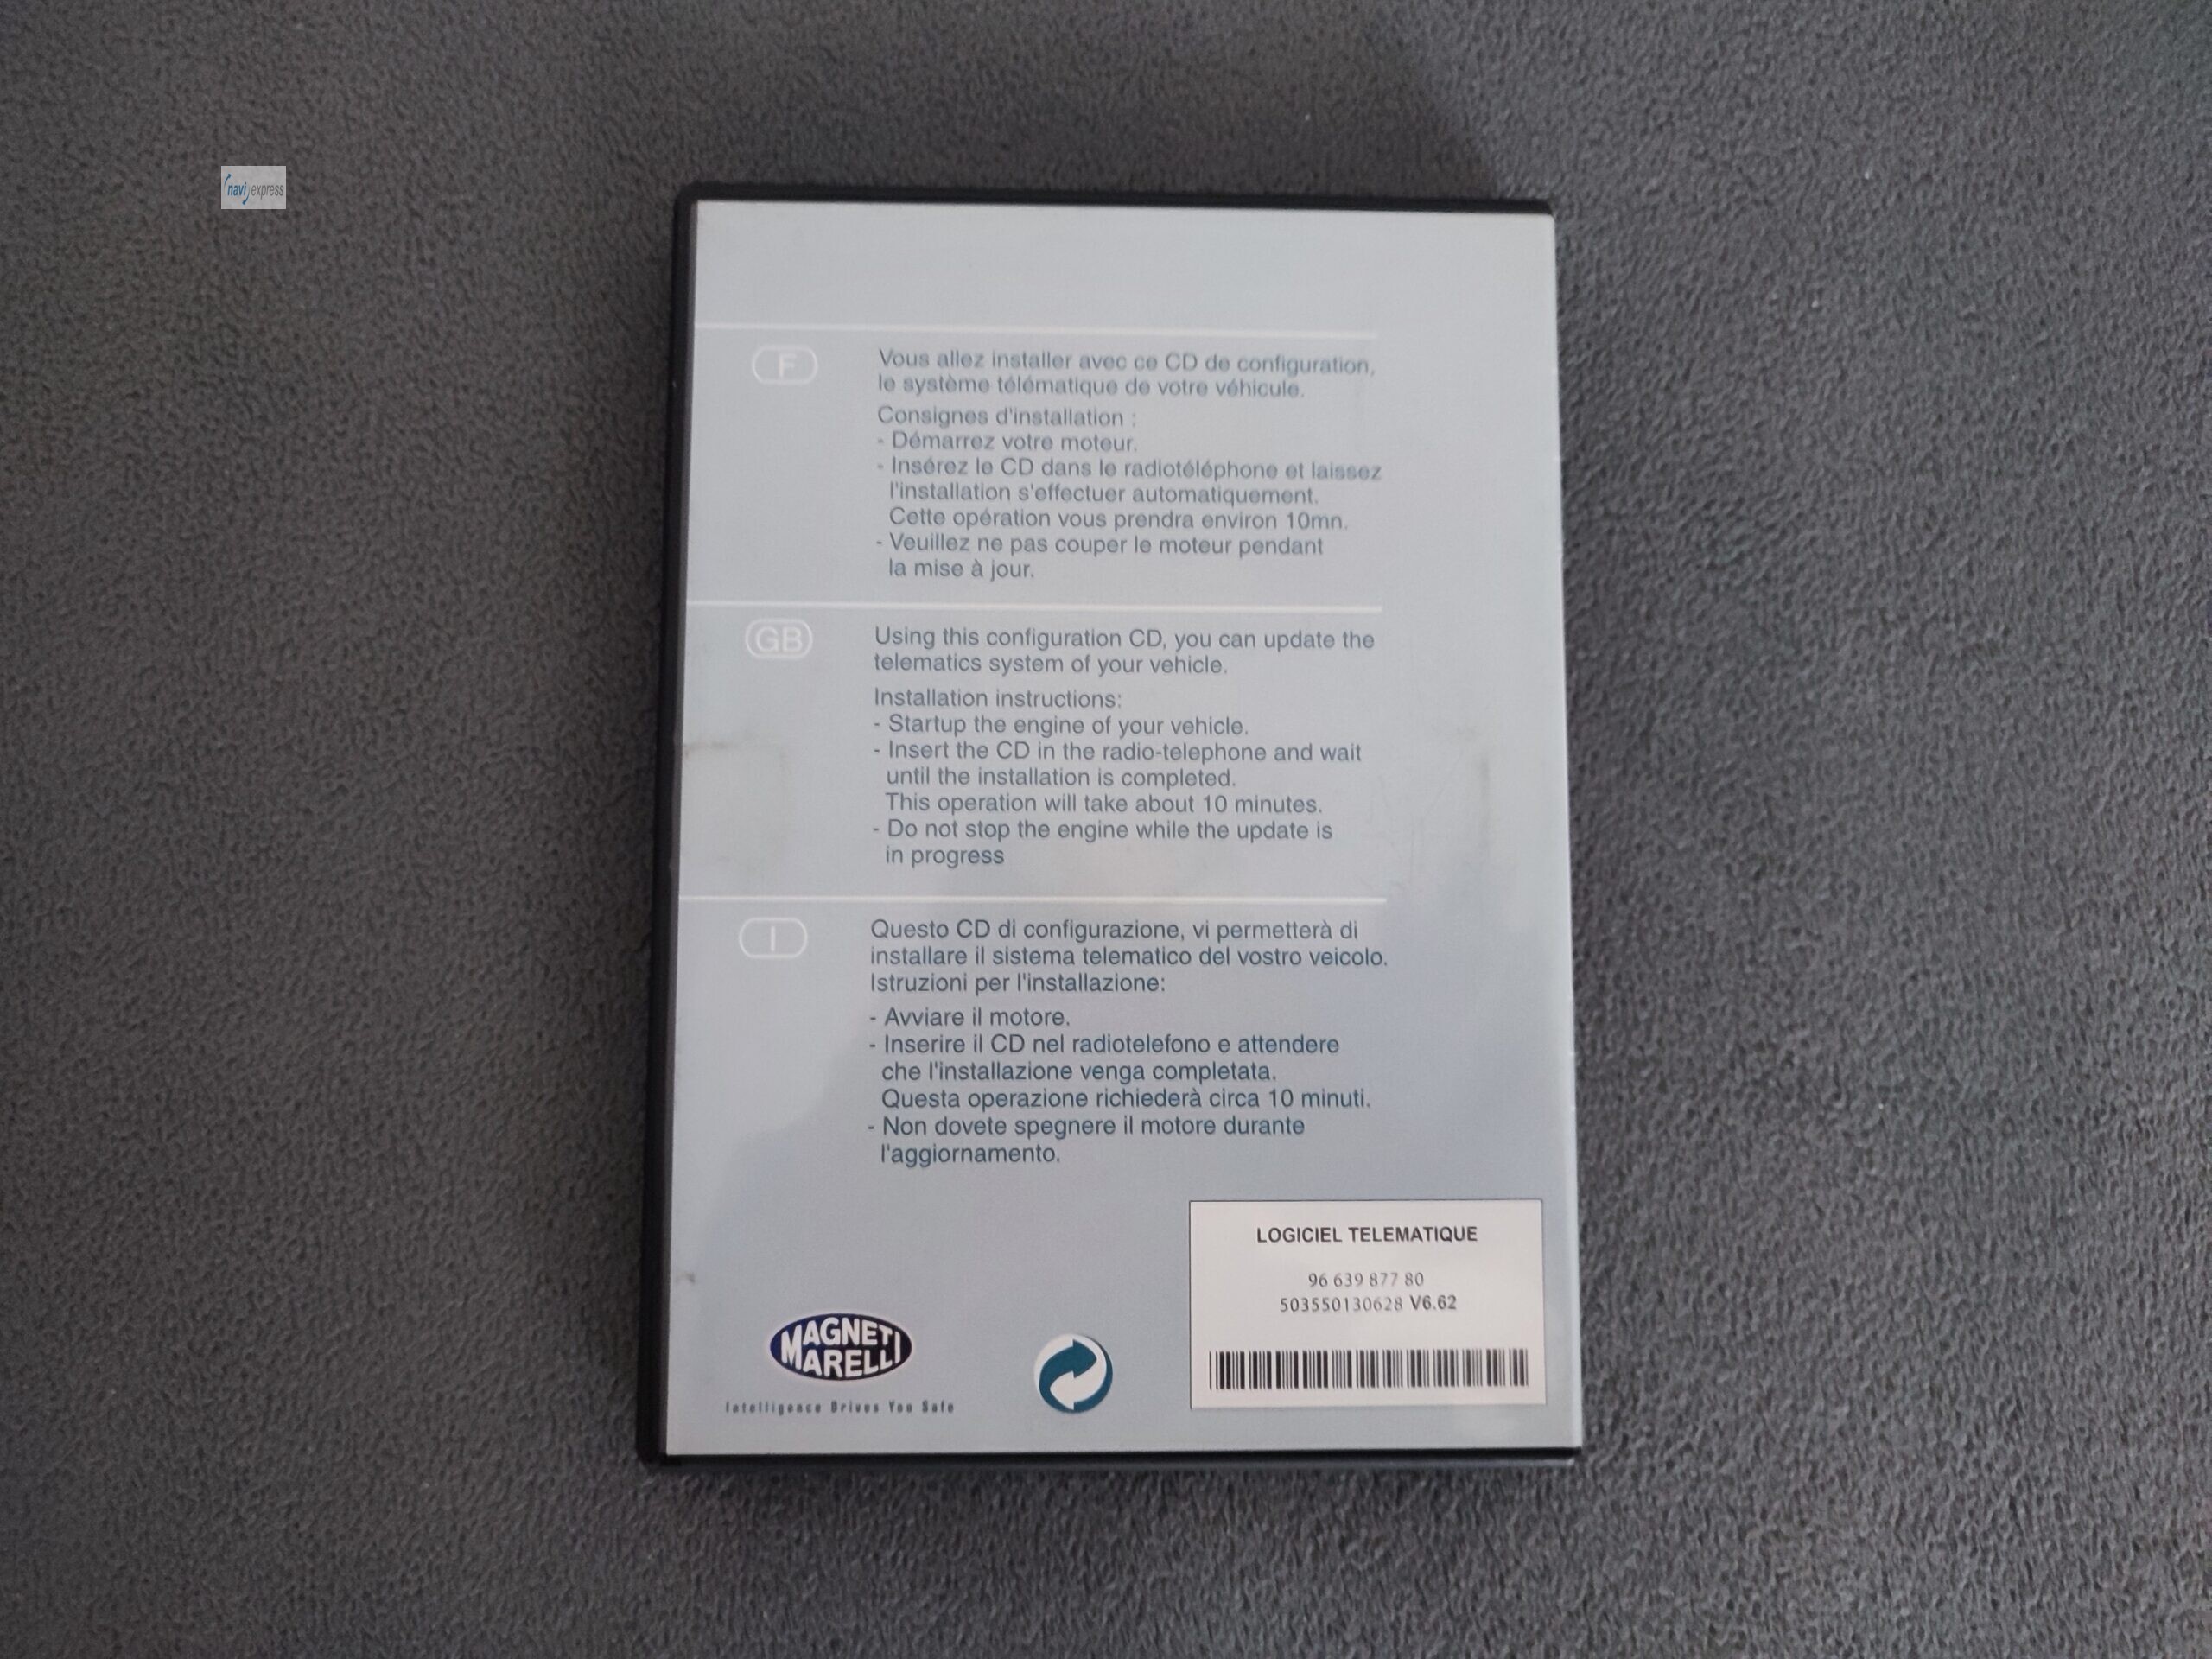 navi express
F
Vous allez installer avec ce CD de configuration,
le système télématique de votre véhicule.
Consignes d'installation :
- Démarrez votre moteur.
- Insérez le CD dans le radiotéléphone et laissez
l'installation s'effectuer automatiquement.
Cette opération vous prendra environ 10mn.
- Veuillez ne pas couper le moteur pendant
la mise à jour.
GB
Using this configuration CD, you can update the
telematics system of your vehicle.
Installation instructions:
- Startup the engine of your vehicle.
- Insert the CD in the radio-telephone and wait
until the installation is completed.
This operation will take about 10 minutes.
- Do not stop the engine while the update is
in progress
I
Questo CD di configurazione, vi permetterà di
installare il sistema telematico del vostro veicolo.
Istruzioni per l'installazione:
- Avviare il motore.
- Inserire il CD nel radiotelefono e attendere
che l'installazione venga completata.
Questa operazione richiederà circa 10 minuti.
- Non dovete spegnere il motore durante
l'aggiornamento.
LOGICIEL TELEMATIQUE
96 639 877 80
503550130628 V6.62
MAGNETI
MARELLI
Intelligence Drives You Safe